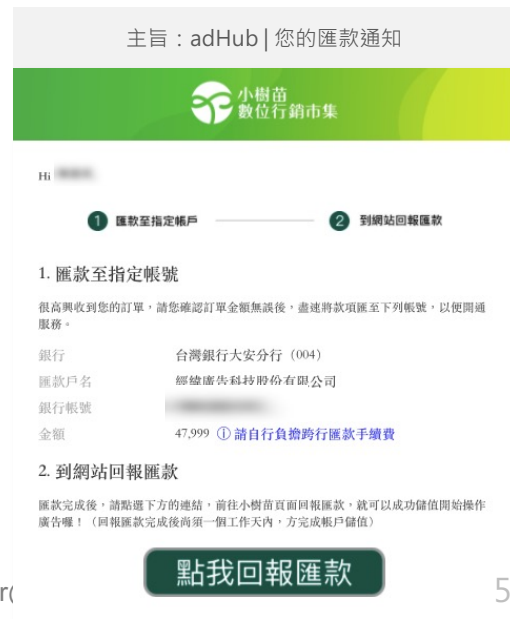 主旨：adHub | 您的匯款通知
小樹苗
數位行銷市集
Hi
1 匯款至指定帳戶
2 到網站回報匯款
1. 匯款至指定帳號
很高興收到您的訂單，請您確認訂單金額無誤後，盡速將款項匯至下列帳號，以便開通
服務。
銀行 台灣銀行大安分行（004）
匯款戶名 經緯廣告科技股份有限公司
銀行帳號
金額 47,999 ⓘ 請自行負擔跨行匯款手續費
2. 到網站回報匯款
匯款完成後，請點選下方的連結，前往小樹苗頁面回報匯款，就可以成功儲值開始操作
廣告囉！（回報匯款完成後尚須一個工作天內，方完成帳戶儲值）
點我回報匯款
5